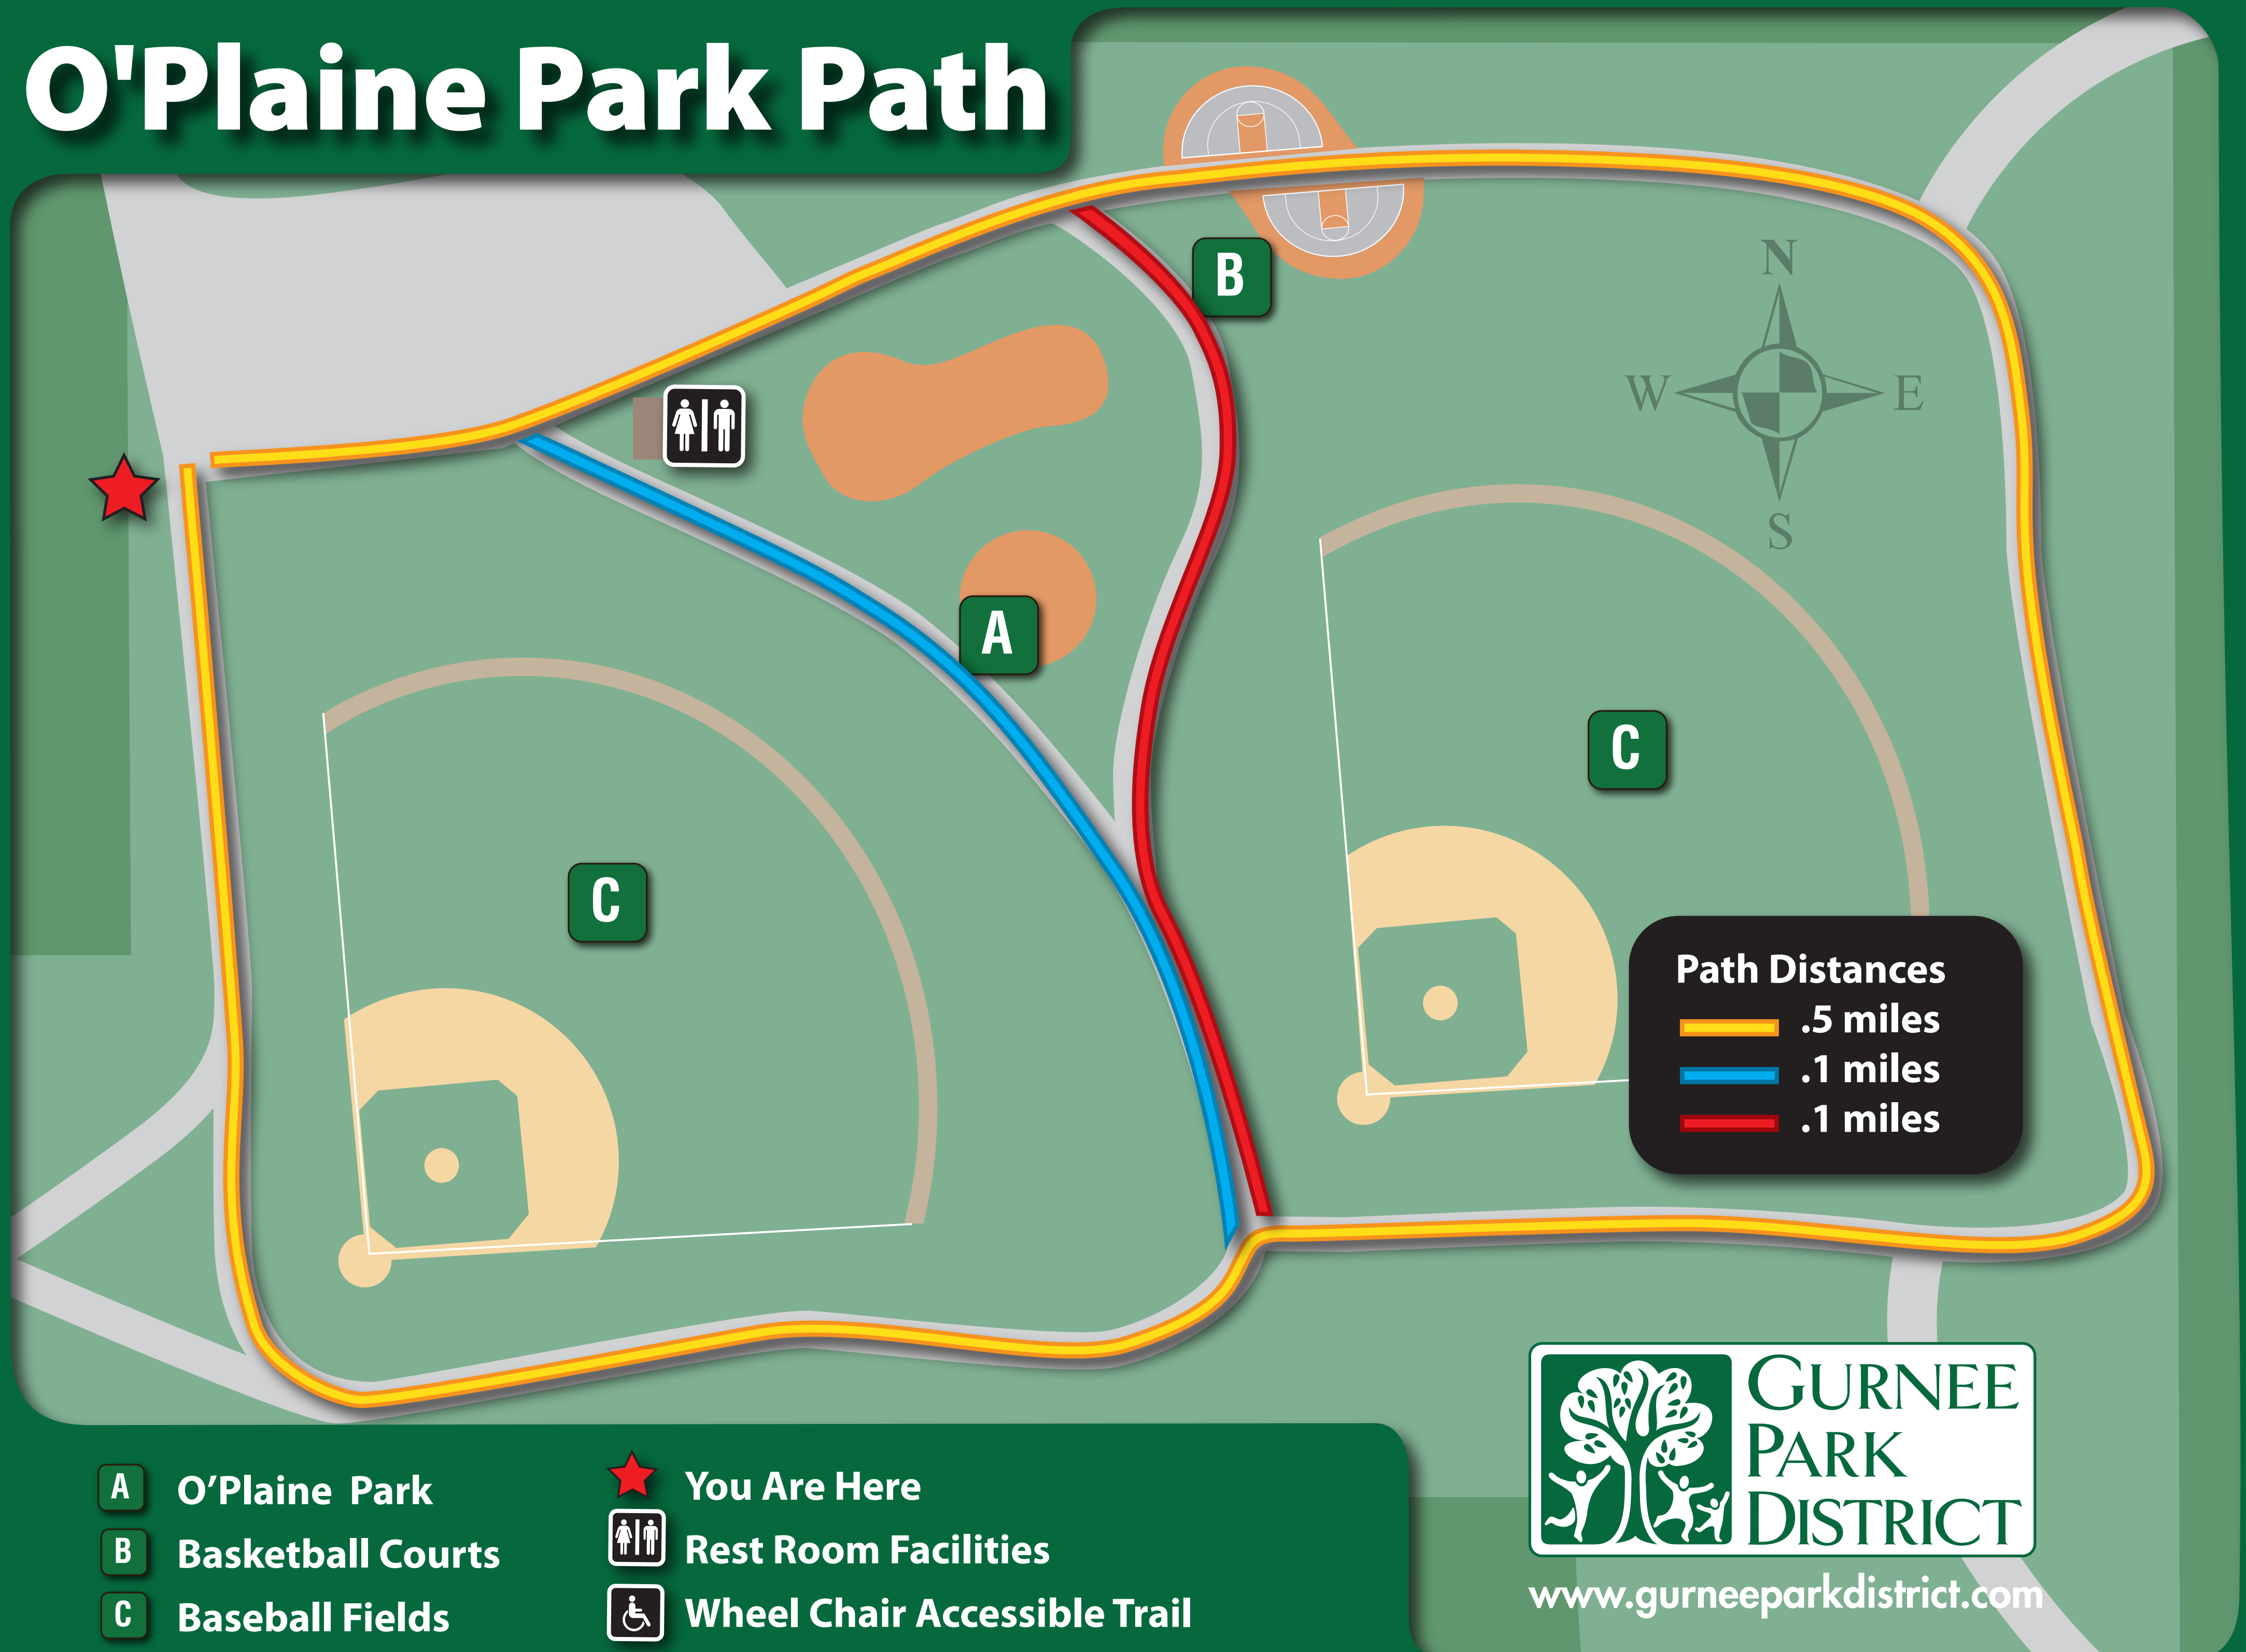 O'Plaine Park Path
B
N
W E
S
A
C
C
Path Distances
.5 miles
.1 miles
.1 miles
A O’Plaine Park
B Basketball Courts
C Baseball Fields
You Are Here
Rest Room Facilities
Wheel Chair Accessible Trail
GURNEE
PARK
DISTRICT
www.gurneeparkdistrict.com